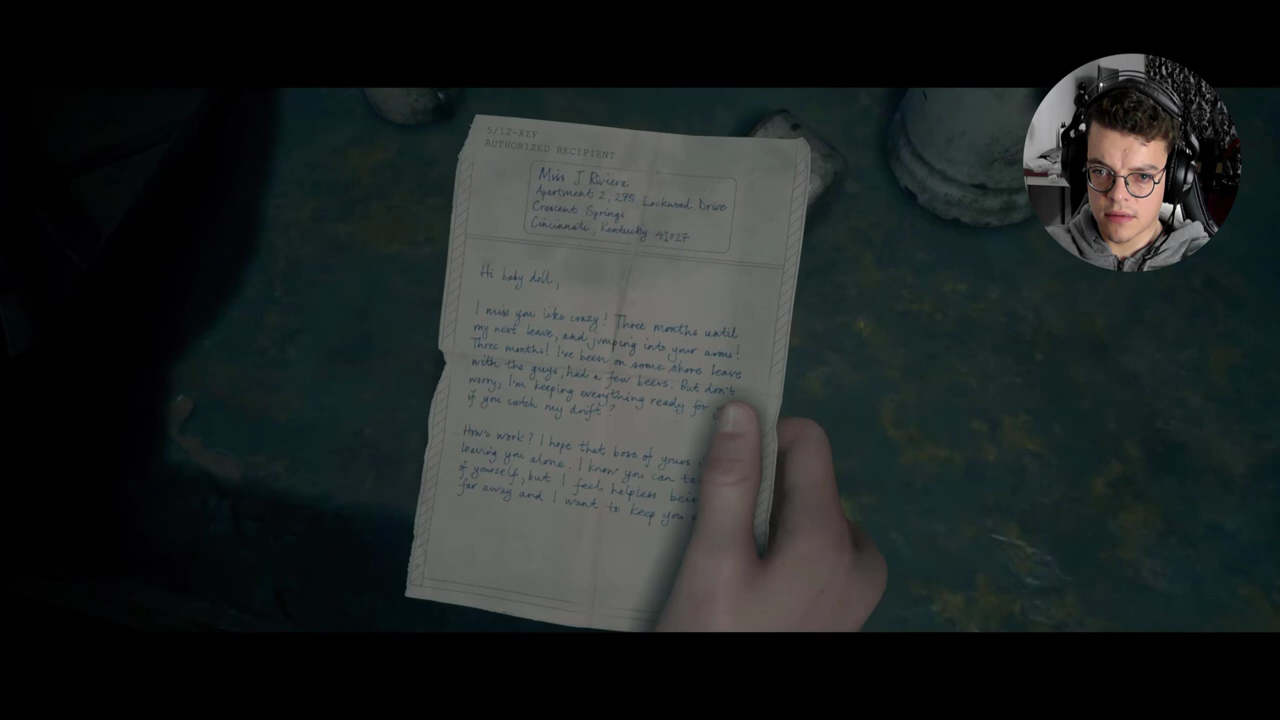 5/12-XEF
AUTHORIZED RECIPIENT
Miss J Riviera
Apartment 2, 275 Lockwood Drive
Crescent Springs
Cincinnati, Kentucky 41027
Hi baby doll,
I miss you like crazy! Three months until
my next leave, and jumping into your arms!
Three months! I've been on some shore leave
with the guys, had a few beers. But don't
worry, I'm keeping everything ready for
if you catch my drift?
How's work? I hope that boss of yours
leaving you alone. I know you can
of yourself, but I feel helpless
far away and I want to keep you